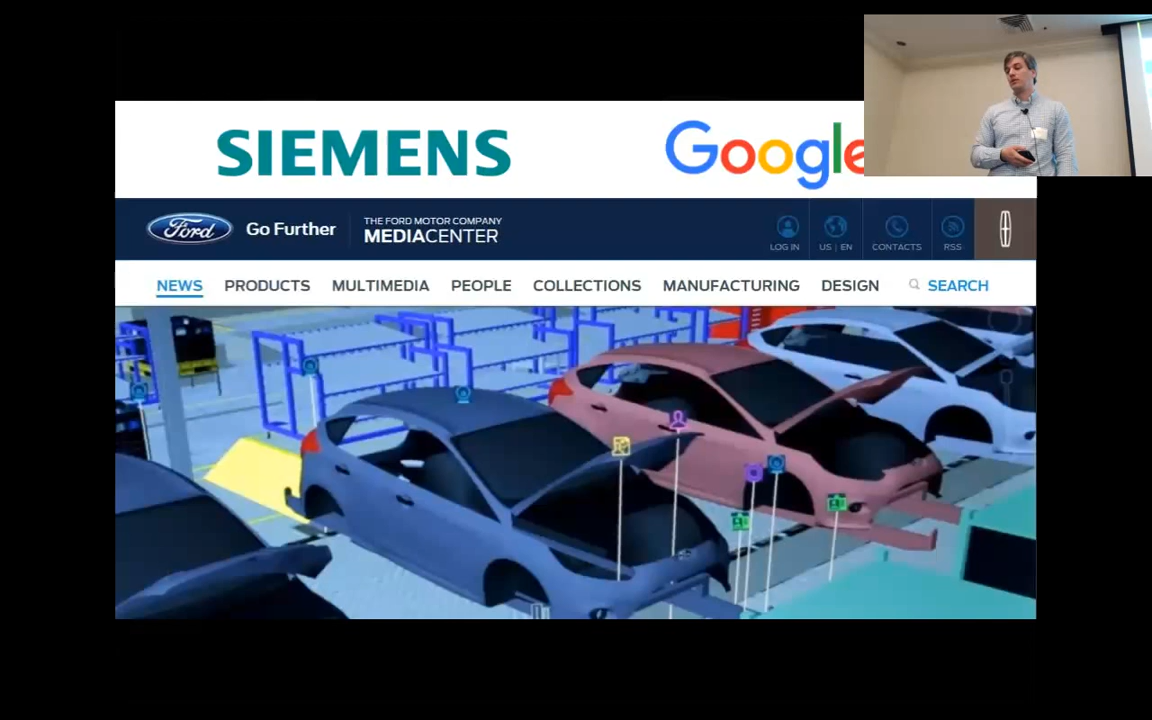 SIEMENS Google
Ford Go Further THE FORD MOTOR COMPANY
MEDIACENTER
LOG IN US | EN CONTACTS RSS
NEWS PRODUCTS MULTIMEDIA PEOPLE COLLECTIONS MANUFACTURING DESIGN SEARCH